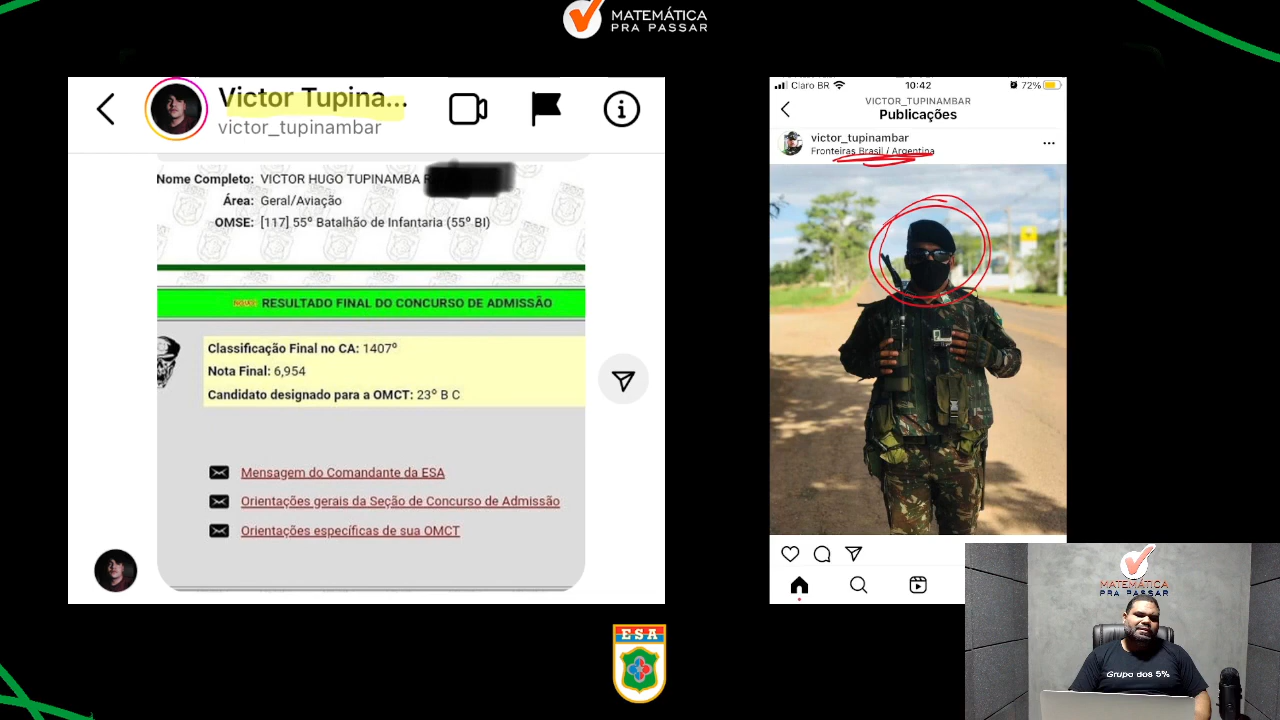 MATEMÁTICA
PRA PASSAR
Victor Tupina...
victor_tupinambar
Nome Completo: VICTOR HUGO TUPINAMBA
Área: Geral/Aviação
OMSE: [117] 55º Batalhão de Infantaria (55º BI)
RESULTADO FINAL DO CONCURSO DE ADMISSÃO
Classificação Final no CA: 1407º
Nota Final: 6,954
Candidato designado para a OMCT: 23º B C
Mensagem do Comandante da ESA
Orientações gerais da Seção de Concurso de Admissão
Orientações específicas de sua OMCT
Claro BR
10:42
72%
VICTOR_TUPINAMBAR
Publicações
victor_tupinambar
Fronteiras Brasil / Argentina
ESA
MATEMÁTICA
PRA PASSAR
Grupo dos 5%